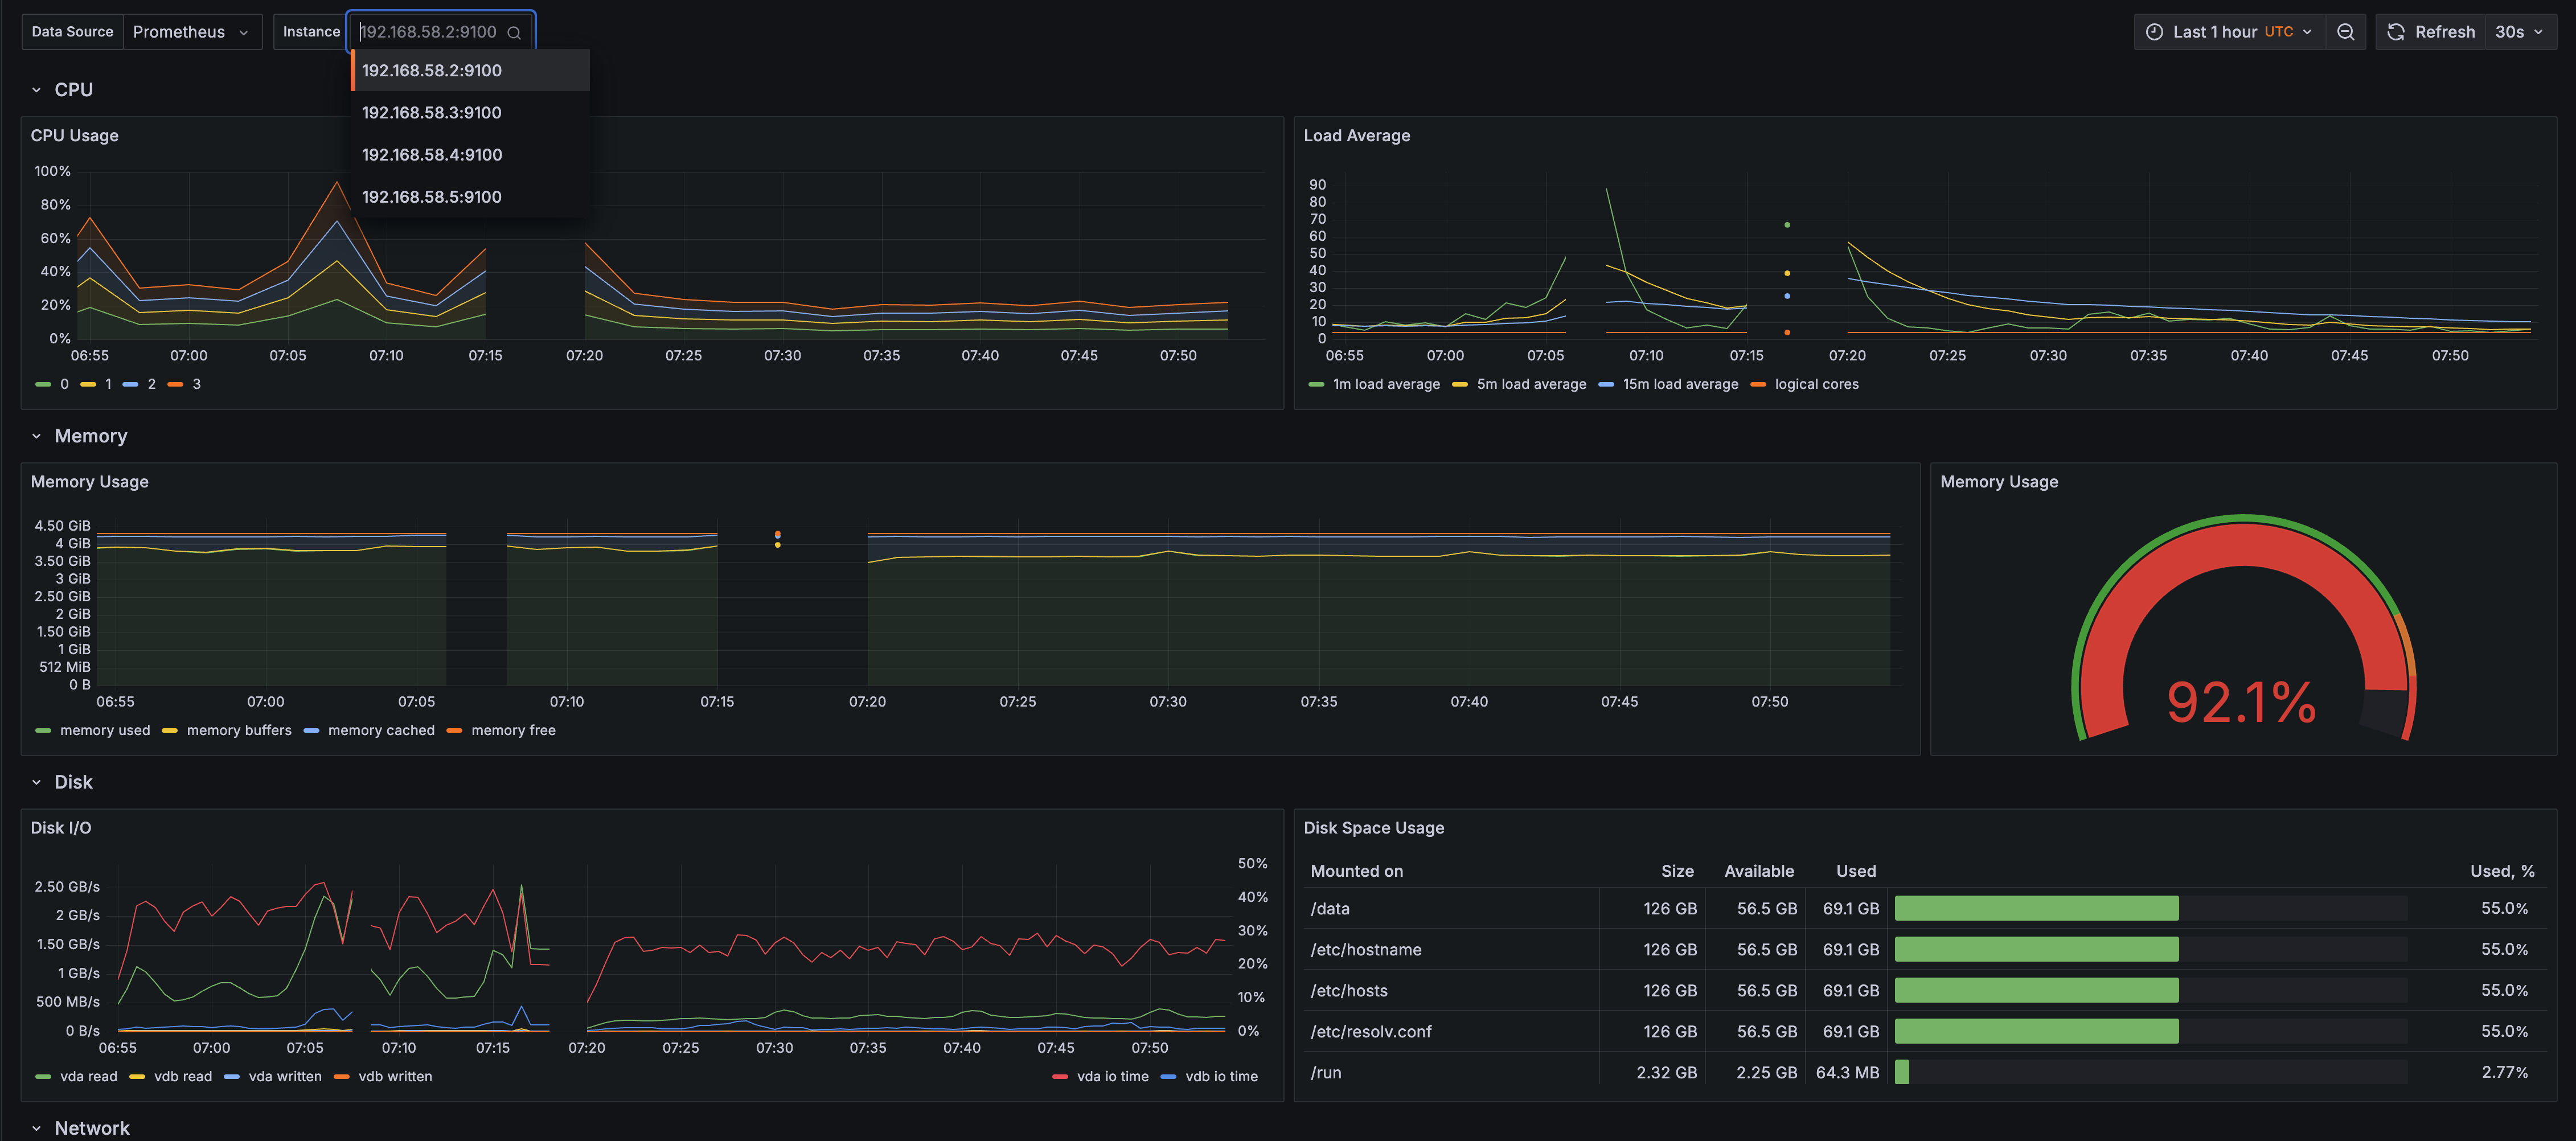 Data Source Prometheus Instance 192.168.58.2:9100 Last 1 hour UTC Refresh 30s
192.168.58.2:9100
192.168.58.3:9100
192.168.58.4:9100
192.168.58.5:9100
CPU
CPU Usage
100%
80%
60%
40%
20%
0%
06:55 07:00 07:05 07:10 07:15 07:20 07:25 07:30 07:35 07:40 07:45 07:50
0 1 2 3
Load Average
90
80
70
60
50
40
30
20
10
0
06:55 07:00 07:05 07:10 07:15 07:20 07:25 07:30 07:35 07:40 07:45 07:50
1m load average 5m load average 15m load average logical cores
Memory
Memory Usage
4.50 GiB
4 GiB
3.50 GiB
3 GiB
2.50 GiB
2 GiB
1.50 GiB
1 GiB
512 MiB
0 B
06:55 07:00 07:05 07:10 07:15 07:20 07:25 07:30 07:35 07:40 07:45 07:50
memory used memory buffers memory cached memory free
Memory Usage
92.1%
Disk
Disk I/O
2.50 GB/s
2 GB/s
1.50 GB/s
1 GB/s
500 MB/s
0 B/s
50%
40%
30%
20%
10%
0%
06:55 07:00 07:05 07:10 07:15 07:20 07:25 07:30 07:35 07:40 07:45 07:50
vda read vdb read vda written vdb written vda io time vdb io time
Disk Space Usage
Mounted on Size Available Used Used, %
/data 126 GB 56.5 GB 69.1 GB 55.0%
/etc/hostname 126 GB 56.5 GB 69.1 GB 55.0%
/etc/hosts 126 GB 56.5 GB 69.1 GB 55.0%
/etc/resolv.conf 126 GB 56.5 GB 69.1 GB 55.0%
/run 2.32 GB 2.25 GB 64.3 MB 2.77%
Network